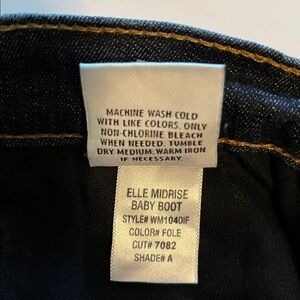 MACHINE WASH COLD
WITH LIKE COLORS. ONLY
NON-CHLORINE BLEACH
WHEN NEEDED. TUMBLE
DRY MEDIUM. WARM IRON
IF NECESSARY.
ELLE MIDRISE
BABY BOOT
STYLE# WM104DIF
COLOR# FOLE
CUT# 7082
SHADE# A